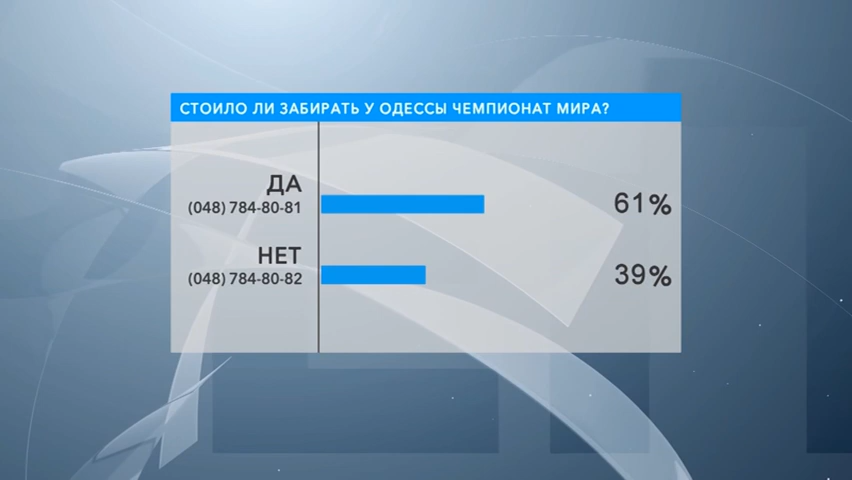 СТОИЛО ЛИ ЗАБИРАТЬ У ОДЕССЫ ЧЕМПИОНАТ МИРА?
ДА
(048) 784-80-81
61%
НЕТ
(048) 784-80-82
39%